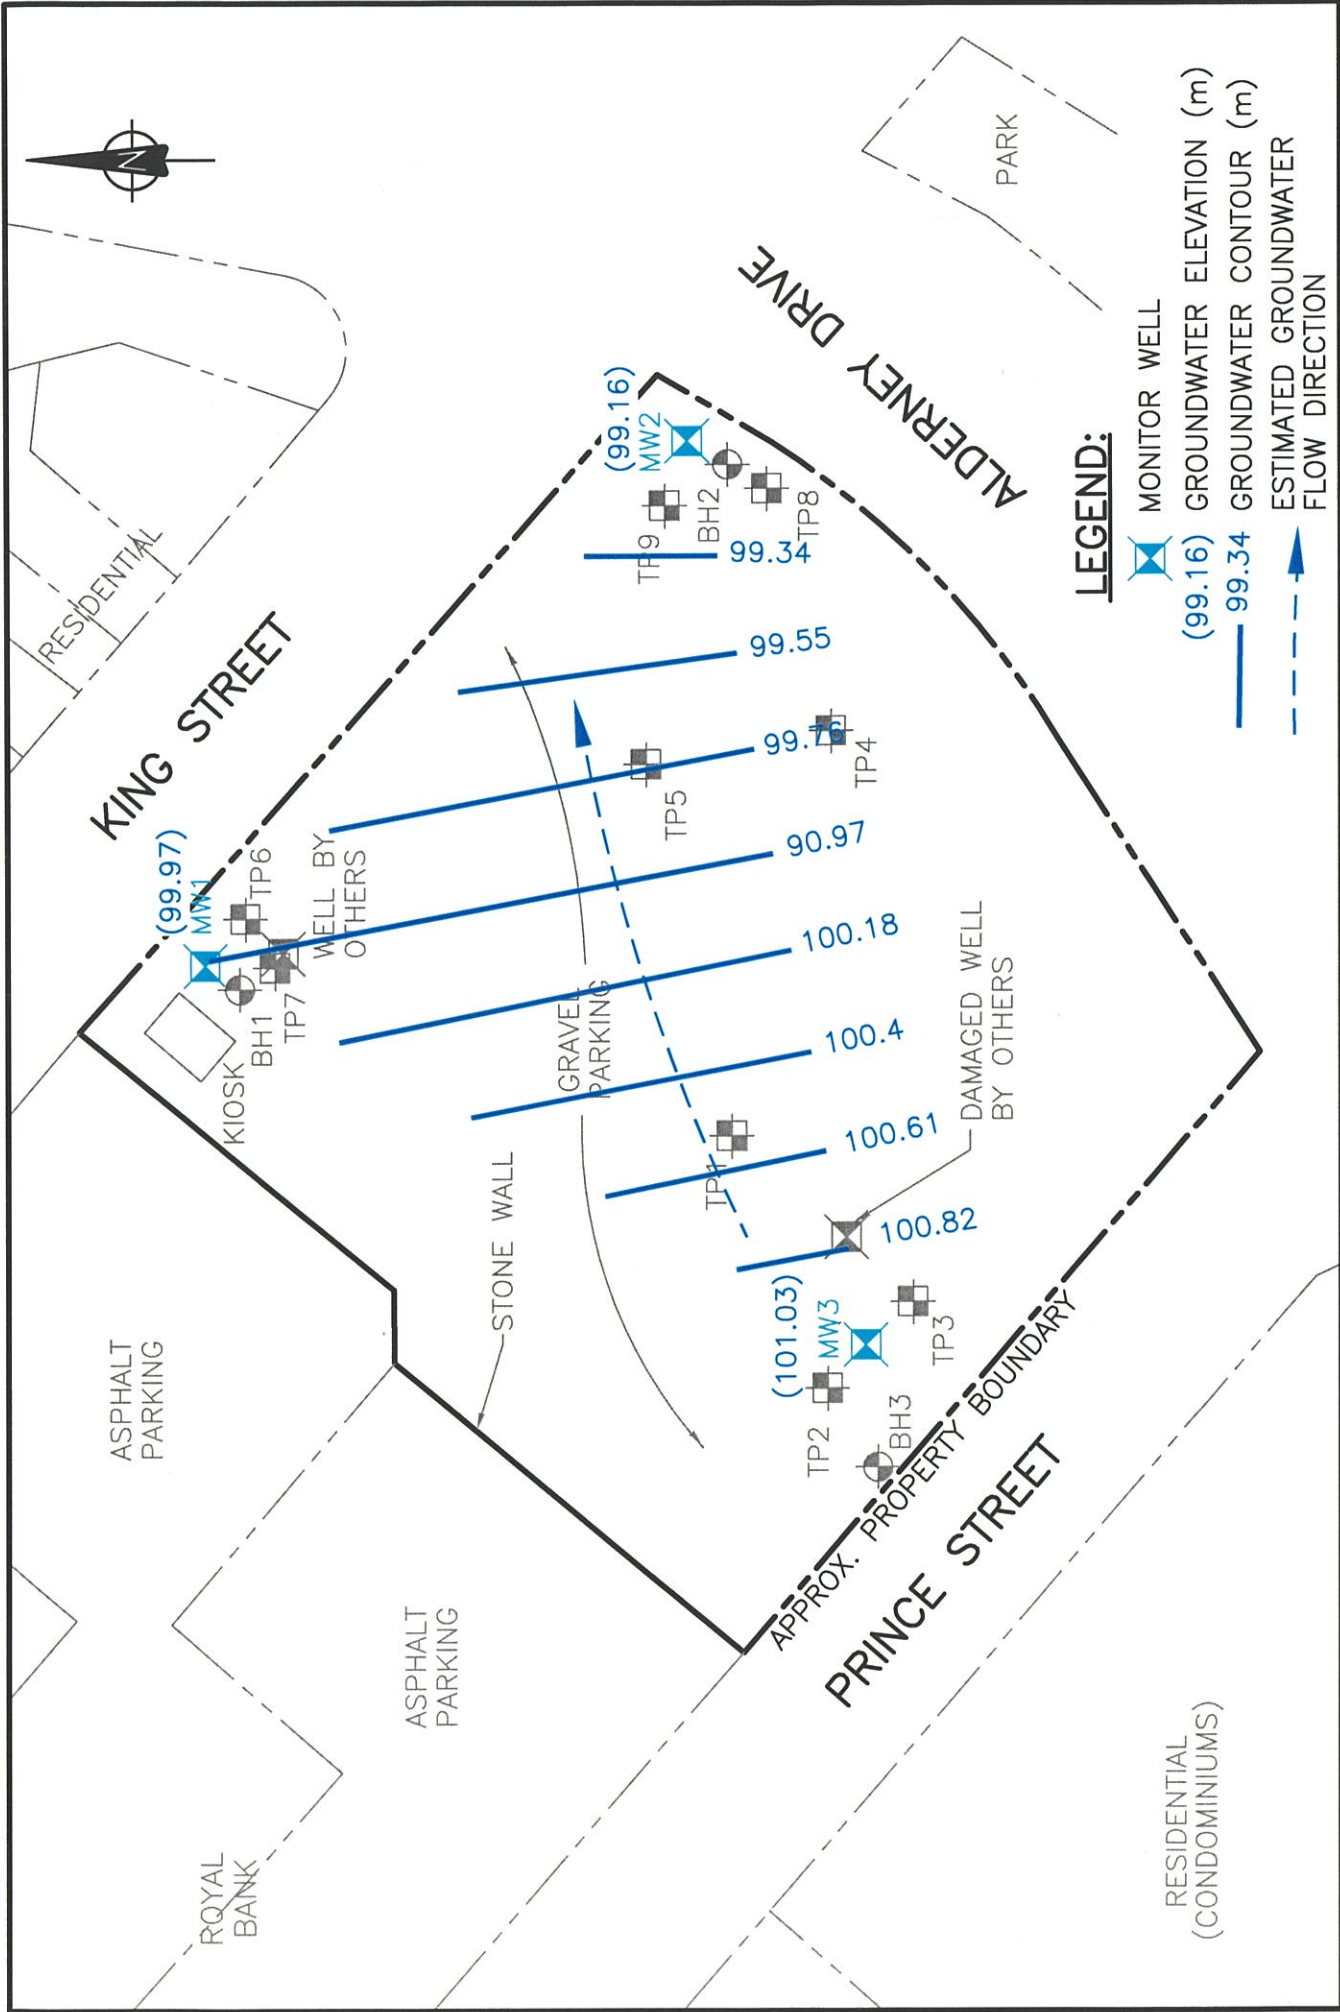 N
PARK
RESIDENTIAL
KING STREET
ALDERNEY DRIVE
(99.16)
MW2
BH2
TP9
TP8
99.34
99.55
99.76
90.97
100.18
100.4
100.61
100.82
TP4
TP5
(99.97)
MW1
TP6
WELL BY
OTHERS
BH1
TP7
KIOSK
GRAVEL
PARKING
STONE WALL
TP1
DAMAGED WELL
BY OTHERS
(101.03)
MW3
TP3
TP2
BH3
APPROX. PROPERTY BOUNDARY
PRINCE STREET
ASPHALT
PARKING
ASPHALT
PARKING
ROYAL
BANK
RESIDENTIAL
(CONDOMINIUMS)
LEGEND:
MONITOR WELL
(99.16) GROUNDWATER ELEVATION (m)
99.34 GROUNDWATER CONTOUR (m)
ESTIMATED GROUNDWATER
FLOW DIRECTION